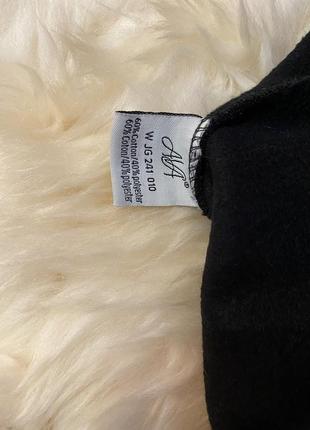 AVA®
W JG 241 010
60% Cotton/40% polyester
60% Cotton/40% polyester